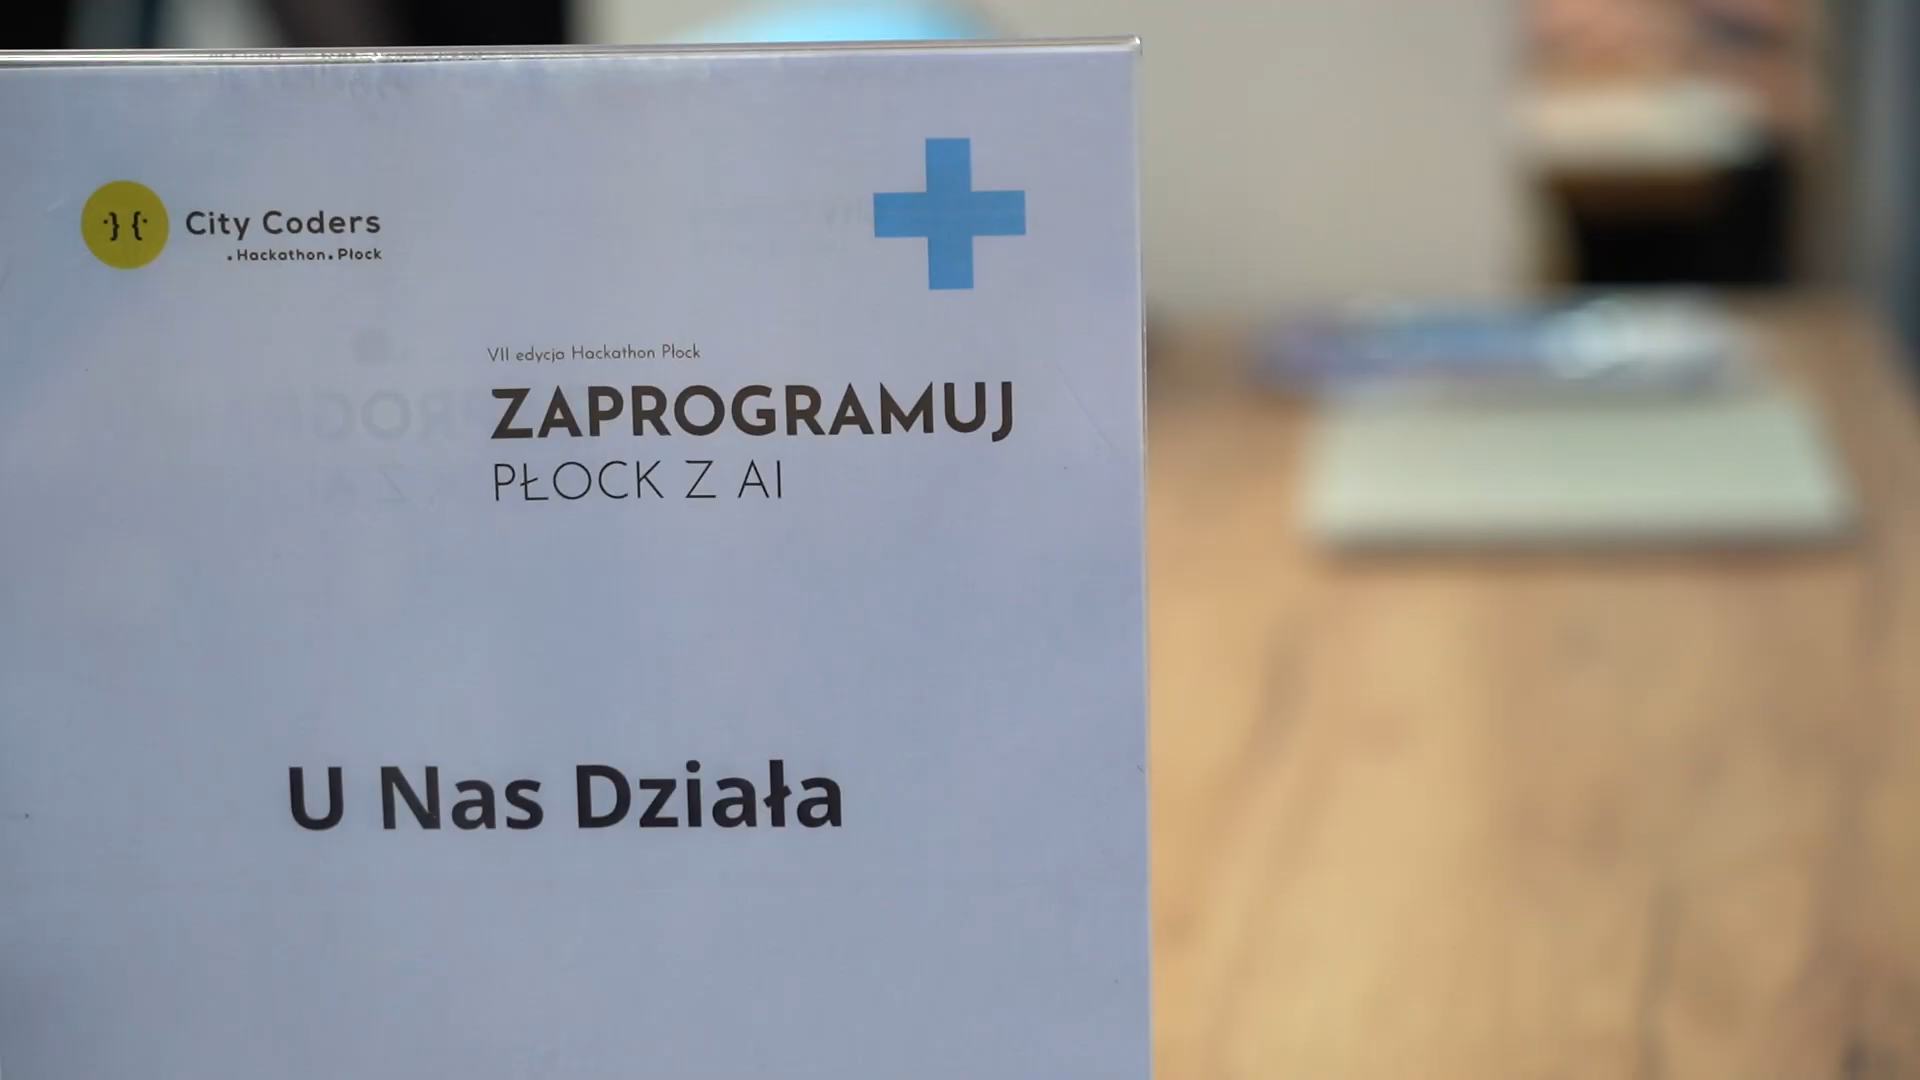 City Coders
.Hackathon.Płock
VII edycja Hackathon Płock
ZAPROGRAMUJ
PŁOCK Z AI
U Nas Działa